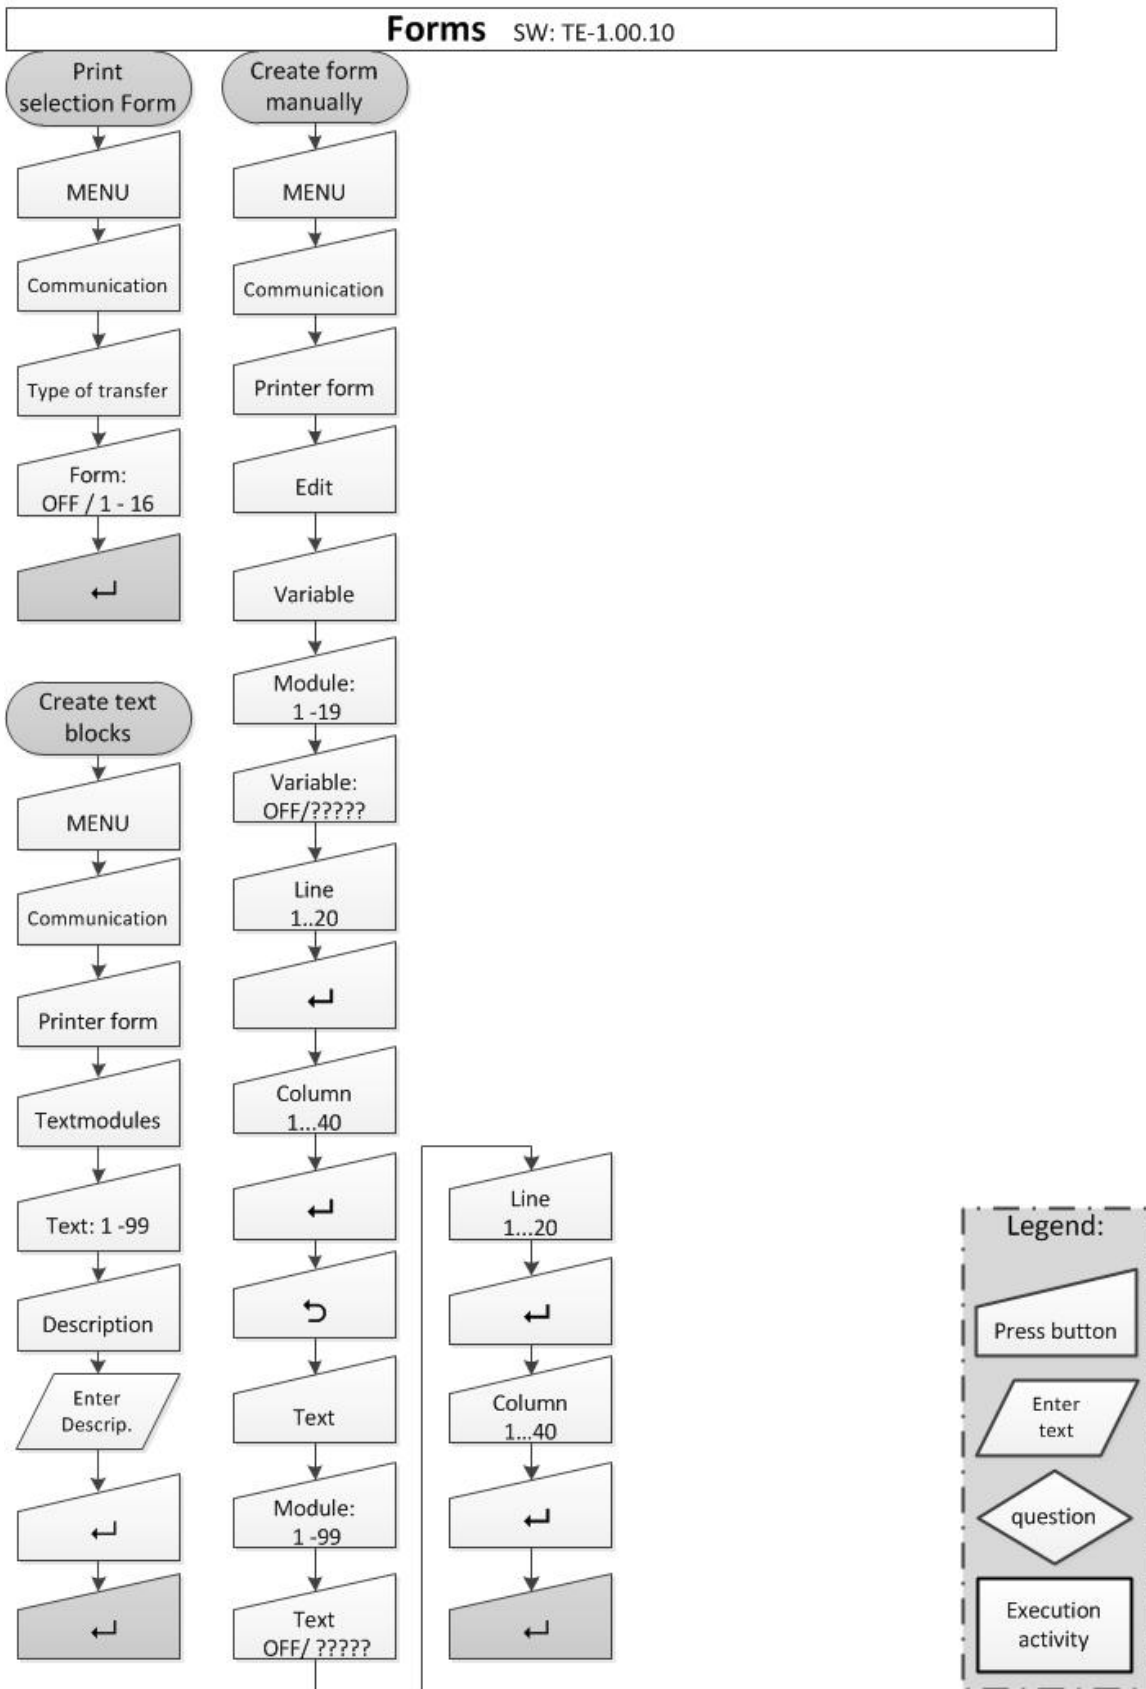 Forms SW: TE-1.00.10
Print
selection Form
MENU
Communication
Type of transfer
Form:
OFF / 1 - 16
↵
Create text
blocks
MENU
Communication
Printer form
Textmodules
Text: 1 -99
Description
Enter
Descrip.
↵
↵
Create form
manually
MENU
Communication
Printer form
Edit
Variable
Module:
1 -19
Variable:
OFF/?????
Line
1..20
↵
Column
1...40
↵
⮌
Text
Module:
1 -99
Text
OFF/ ?????
Line
1...20
↵
Column
1...40
↵
↵
Legend:
Press button
Enter
text
question
Execution
activity